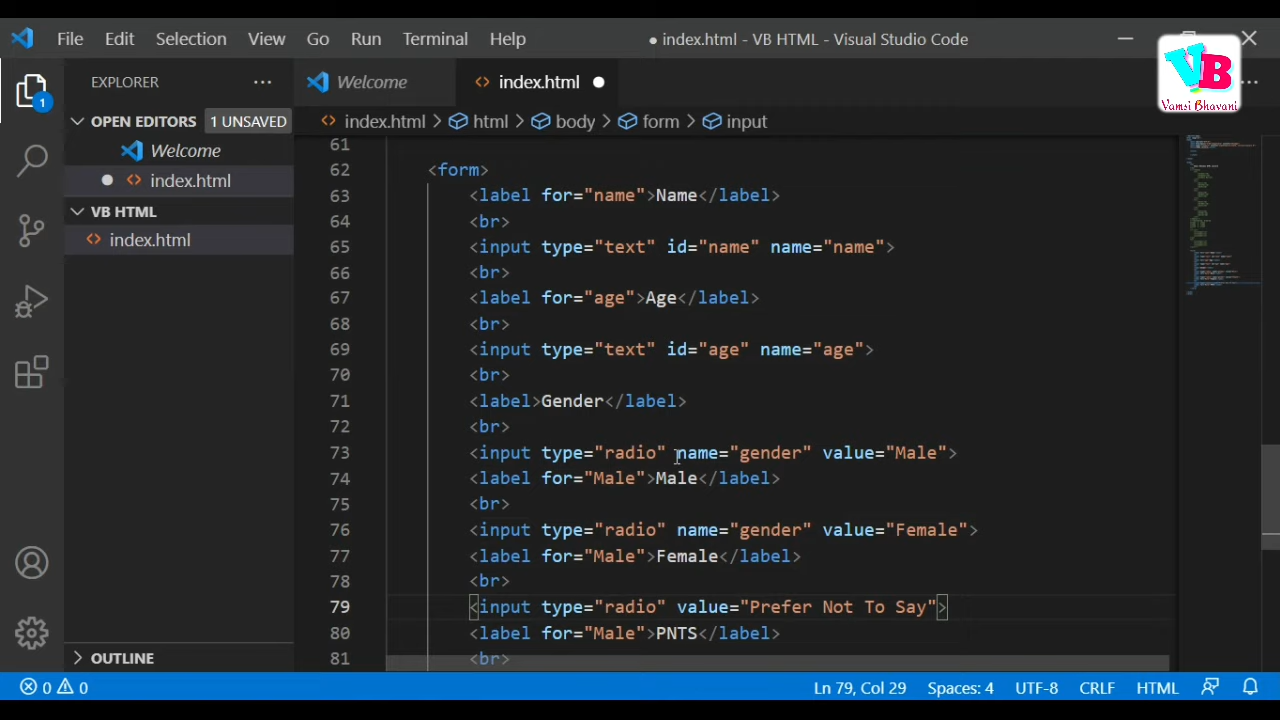 File Edit Selection View Go Run Terminal Help
● index.html - VB HTML - Visual Studio Code
VB
Vamsi Bhavani
EXPLORER
Welcome
index.html
OPEN EDITORS 1 UNSAVED
Welcome
index.html
VB HTML
index.html
OUTLINE
index.html > html > body > form > input
61
62 <form>
63 <label for="name">Name</label>
64 <br>
65 <input type="text" id="name" name="name">
66 <br>
67 <label for="age">Age</label>
68 <br>
69 <input type="text" id="age" name="age">
70 <br>
71 <label>Gender</label>
72 <br>
73 <input type="radio" name="gender" value="Male">
74 <label for="Male">Male</label>
75 <br>
76 <input type="radio" name="gender" value="Female">
77 <label for="Male">Female</label>
78 <br>
79 <input type="radio" value="Prefer Not To Say">
80 <label for="Male">PNTS</label>
81 <br>
1
0 0 Ln 79, Col 29 Spaces: 4 UTF-8 CRLF HTML